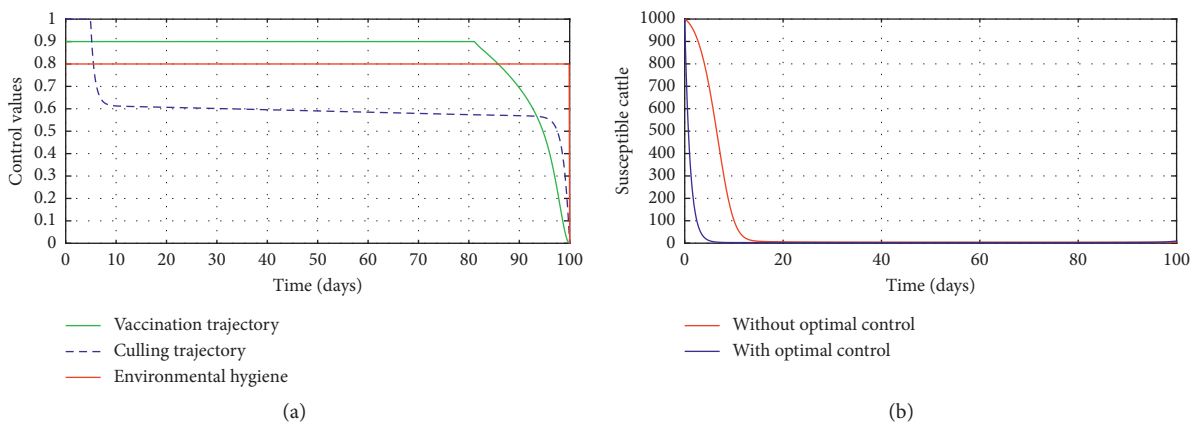 Control values
1
0.9
0.8
0.7
0.6
0.5
0.4
0.3
0.2
0.1
0
0 10 20 30 40 50 60 70 80 90 100
Time (days)
Vaccination trajectory
Culling trajectory
Environmental hygiene
(a)
Susceptible cattle
1000
900
800
700
600
500
400
300
200
100
0
0 20 40 60 80 100
Time (days)
Without optimal control
With optimal control
(b)